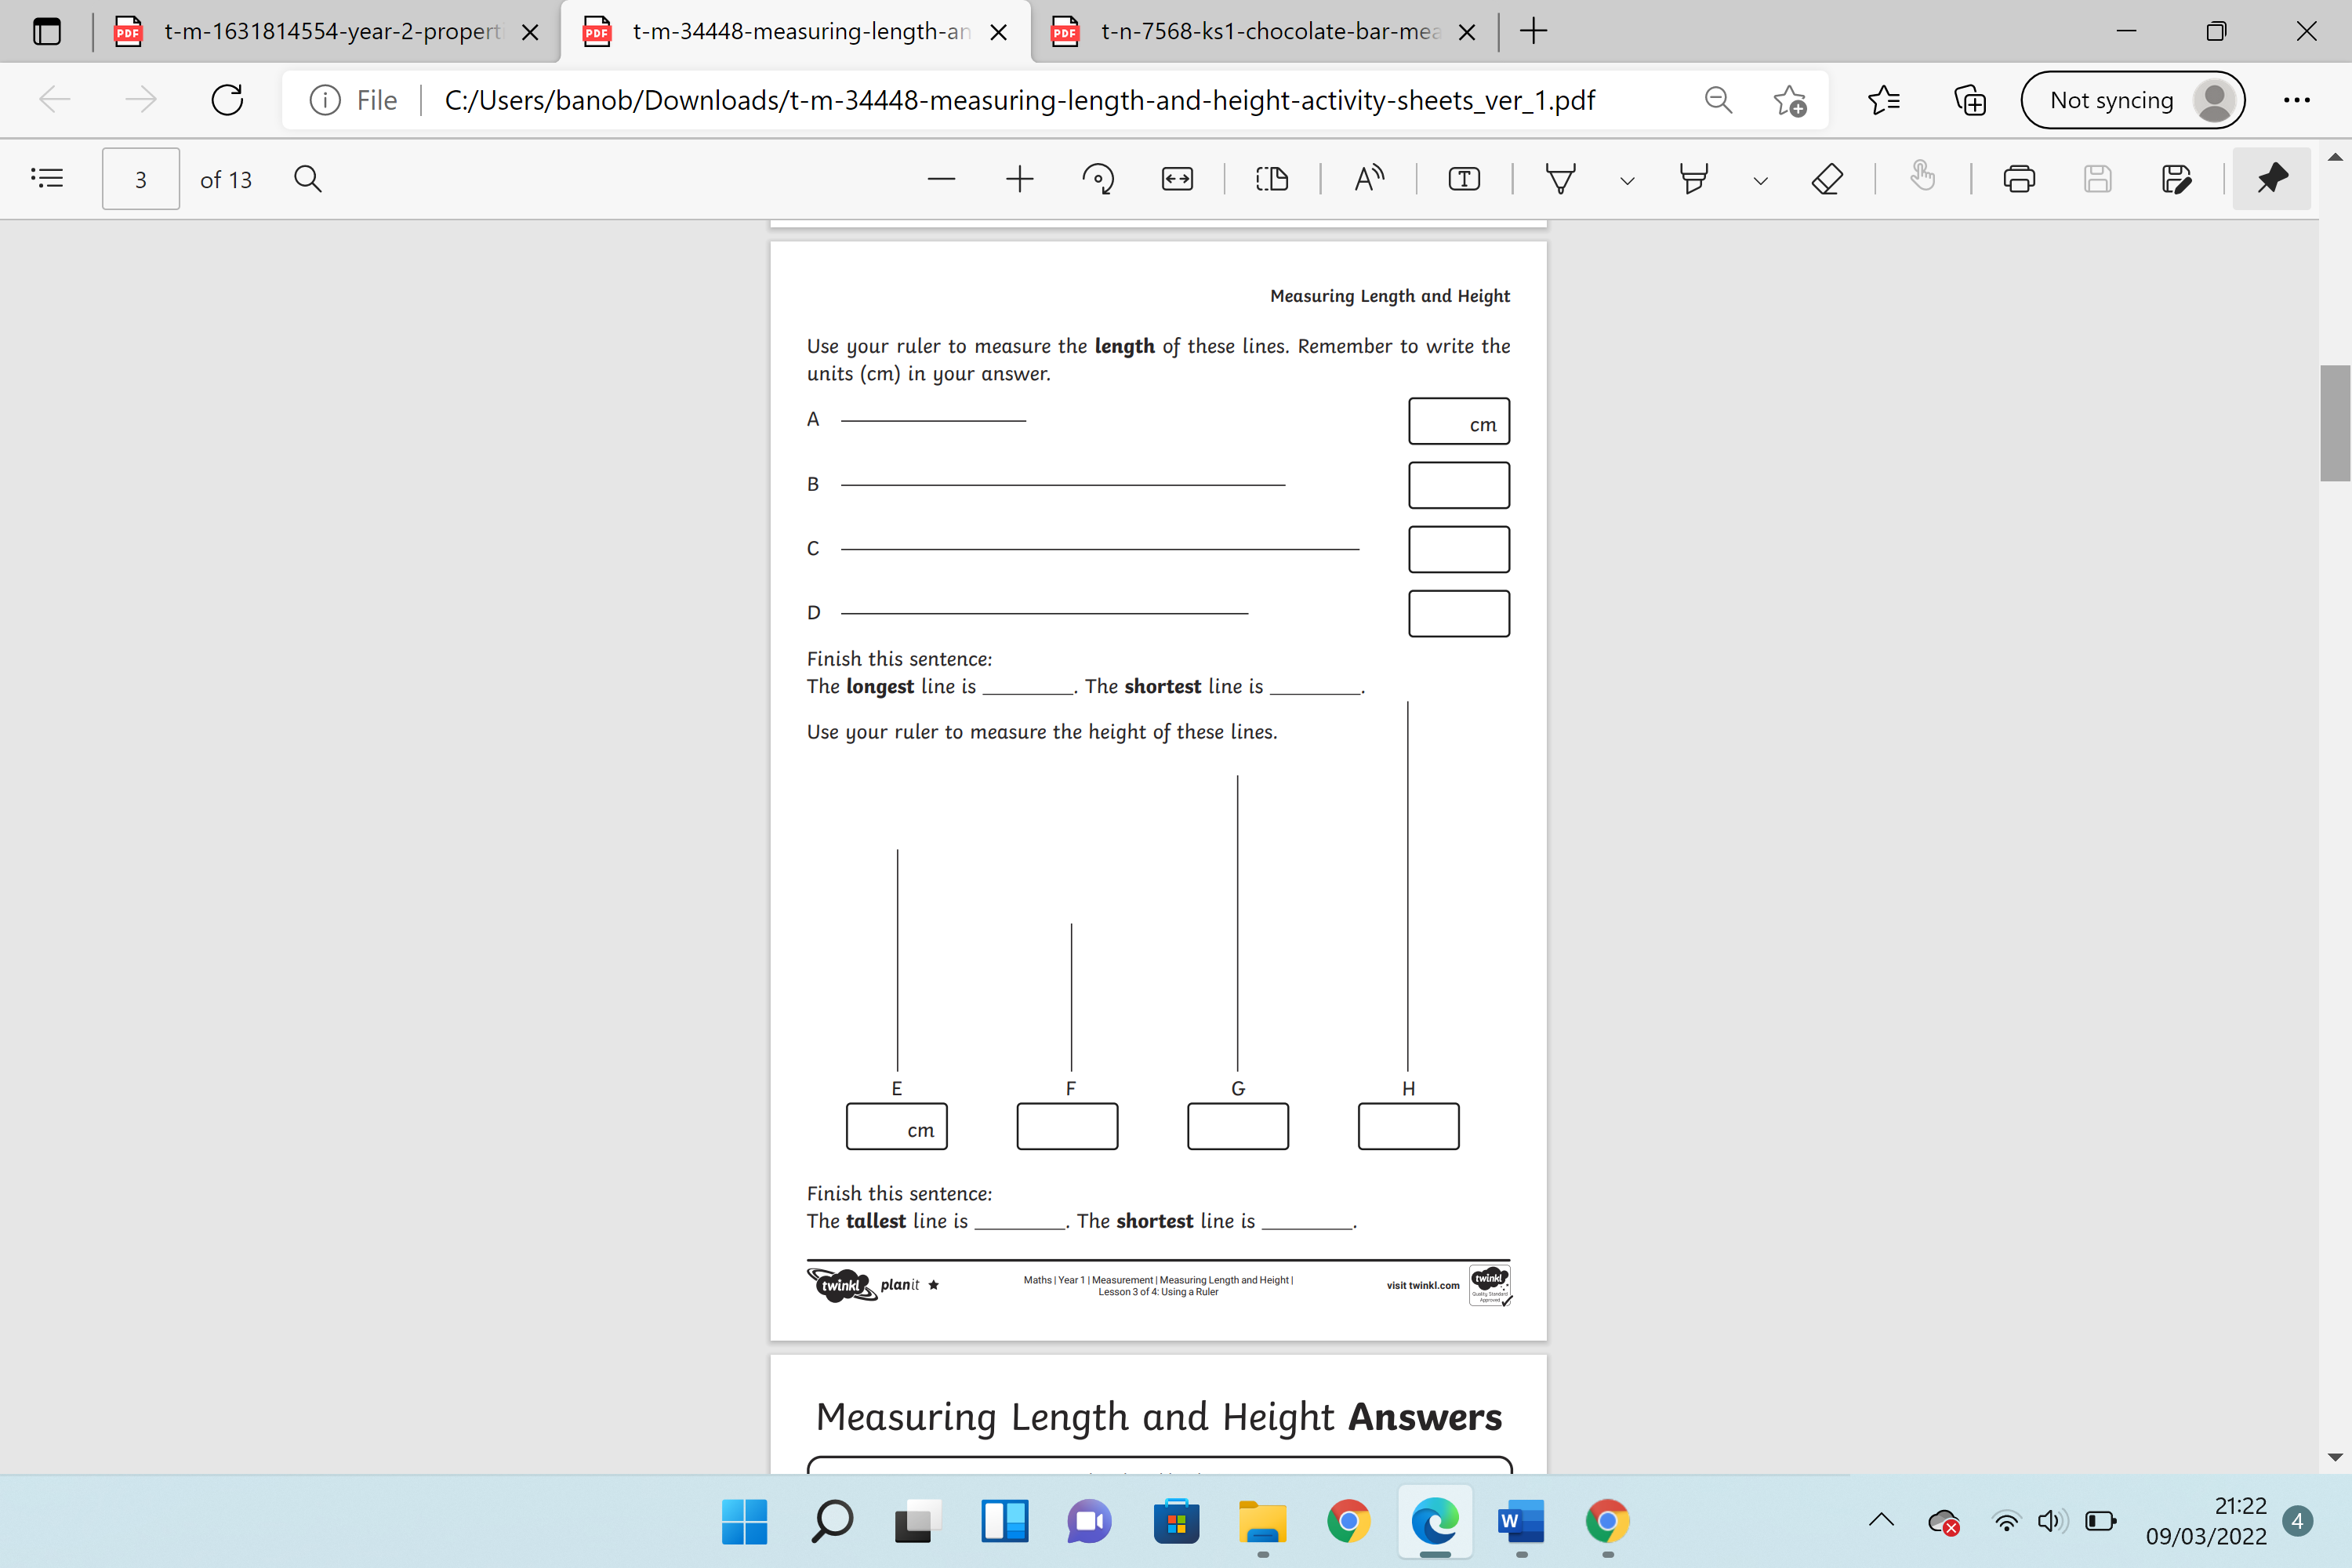 t-m-1631814554-year-2-propert
t-m-34448-measuring-length-an
t-n-7568-ks1-chocolate-bar-mea
File
C:/Users/banob/Downloads/t-m-34448-measuring-length-and-height-activity-sheets_ver_1.pdf
Not syncing
3 of 13
Measuring Length and Height
Use your ruler to measure the length of these lines. Remember to write the
units (cm) in your answer.
A cm
B
C
D
Finish this sentence:
The longest line is ________. The shortest line is ________.
Use your ruler to measure the height of these lines.
E F G H
cm
Finish this sentence:
The tallest line is ________. The shortest line is ________.
twinkl planit
Maths | Year 1 | Measurement | Measuring Length and Height |
Lesson 3 of 4: Using a Ruler
visit twinkl.com
twinkl
Quality Standard
Approved
Measuring Length and Height Answers
21:22
09/03/2022
4